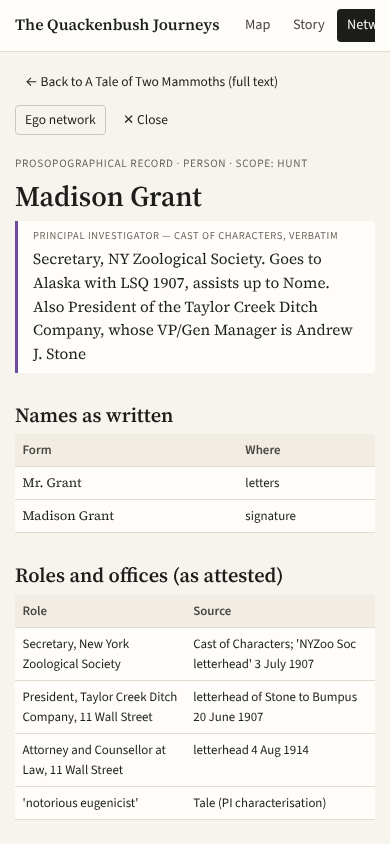 The Quackenbush Journeys Map Story Netw
← Back to A Tale of Two Mammoths (full text)
Ego network ✕ Close
PROSOPOGRAPHICAL RECORD · PERSON · SCOPE: HUNT
Madison Grant
PRINCIPAL INVESTIGATOR — CAST OF CHARACTERS, VERBATIM
Secretary, NY Zoological Society. Goes to
Alaska with LSQ 1907, assists up to Nome.
Also President of the Taylor Creek Ditch
Company, whose VP/Gen Manager is Andrew
J. Stone
Names as written
Form Where
Mr. Grant letters
Madison Grant signature
Roles and offices (as attested)
Role Source
Secretary, New York Cast of Characters; 'NYZoo Soc
Zoological Society letterhead' 3 July 1907
President, Taylor Creek Ditch letterhead of Stone to Bumpus
Company, 11 Wall Street 20 June 1907
Attorney and Counsellor at letterhead 4 Aug 1914
Law, 11 Wall Street
'notorious eugenicist' Tale (PI characterisation)